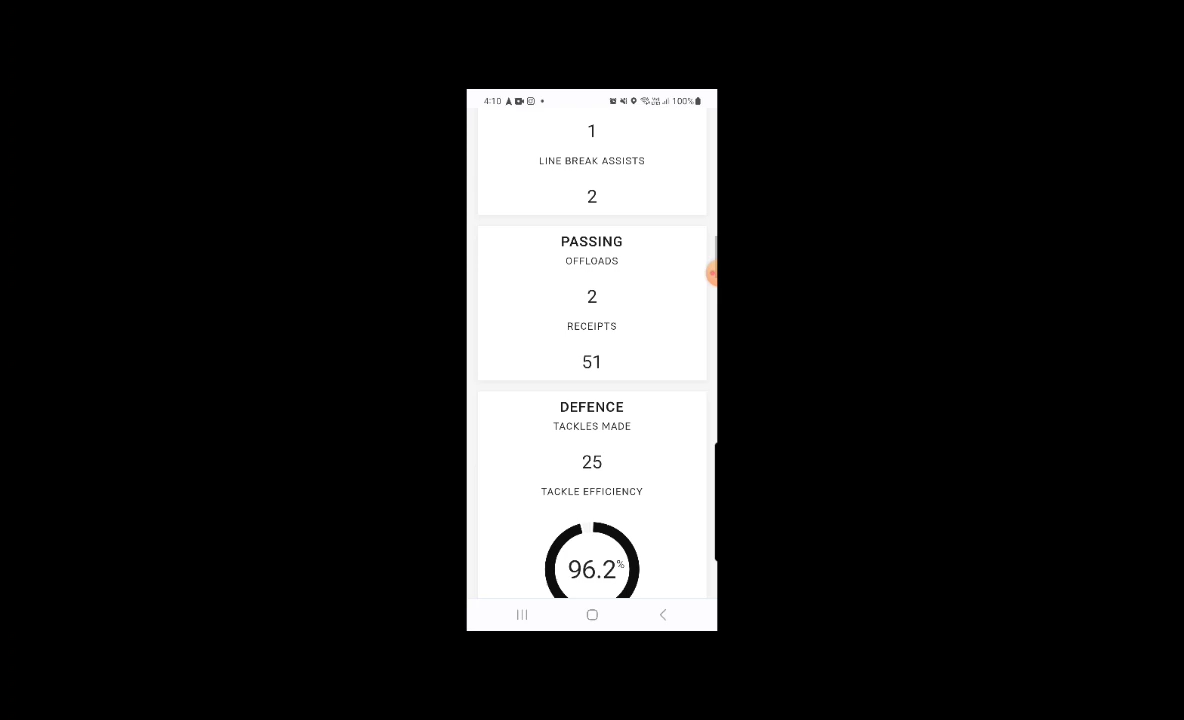 4:10 100%
1
LINE BREAK ASSISTS
2
PASSING
OFFLOADS
2
RECEIPTS
51
DEFENCE
TACKLES MADE
25
TACKLE EFFICIENCY
96.2%